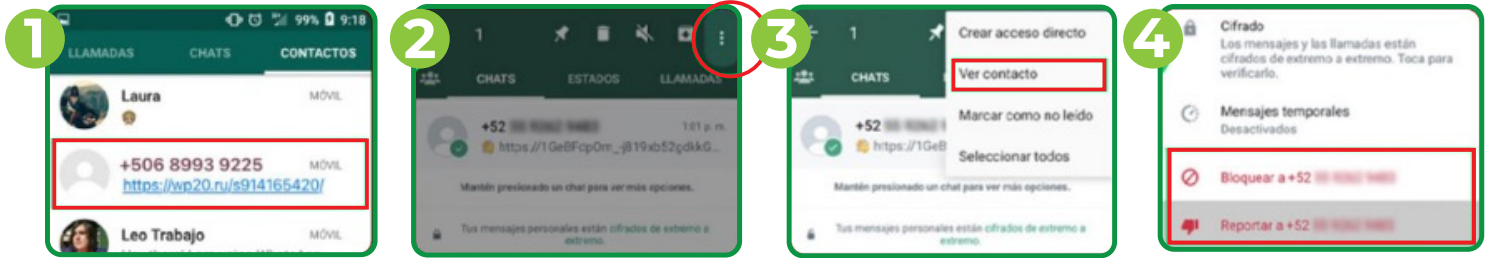 1
99% 9:18
LLAMADAS CHATS CONTACTOS
Laura MÓVIL
+506 8993 9225 MÓVIL
https://wp20.ru/s914165420/
Leo Trabajo MÓVIL
2
1
CHATS ESTADOS LLAMADAS
+52 1:01 p. m.
Mantén presionado un chat para ver más opciones.
Tus mensajes personales están cifrados de extremo a
extremo.
3
1
Crear acceso directo
Ver contacto
CHATS
Marcar como no leído
+52
https://1GeB
Seleccionar todos
Mantén presionado un chat para ver más opciones.
Tus mensajes personales están cifrados de extremo a
extremo.
4
Cifrado
Los mensajes y las llamadas están
cifrados de extremo a extremo. Toca para
verificarlo.
Mensajes temporales
Desactivados
Bloquear a +52
Reportar a +52